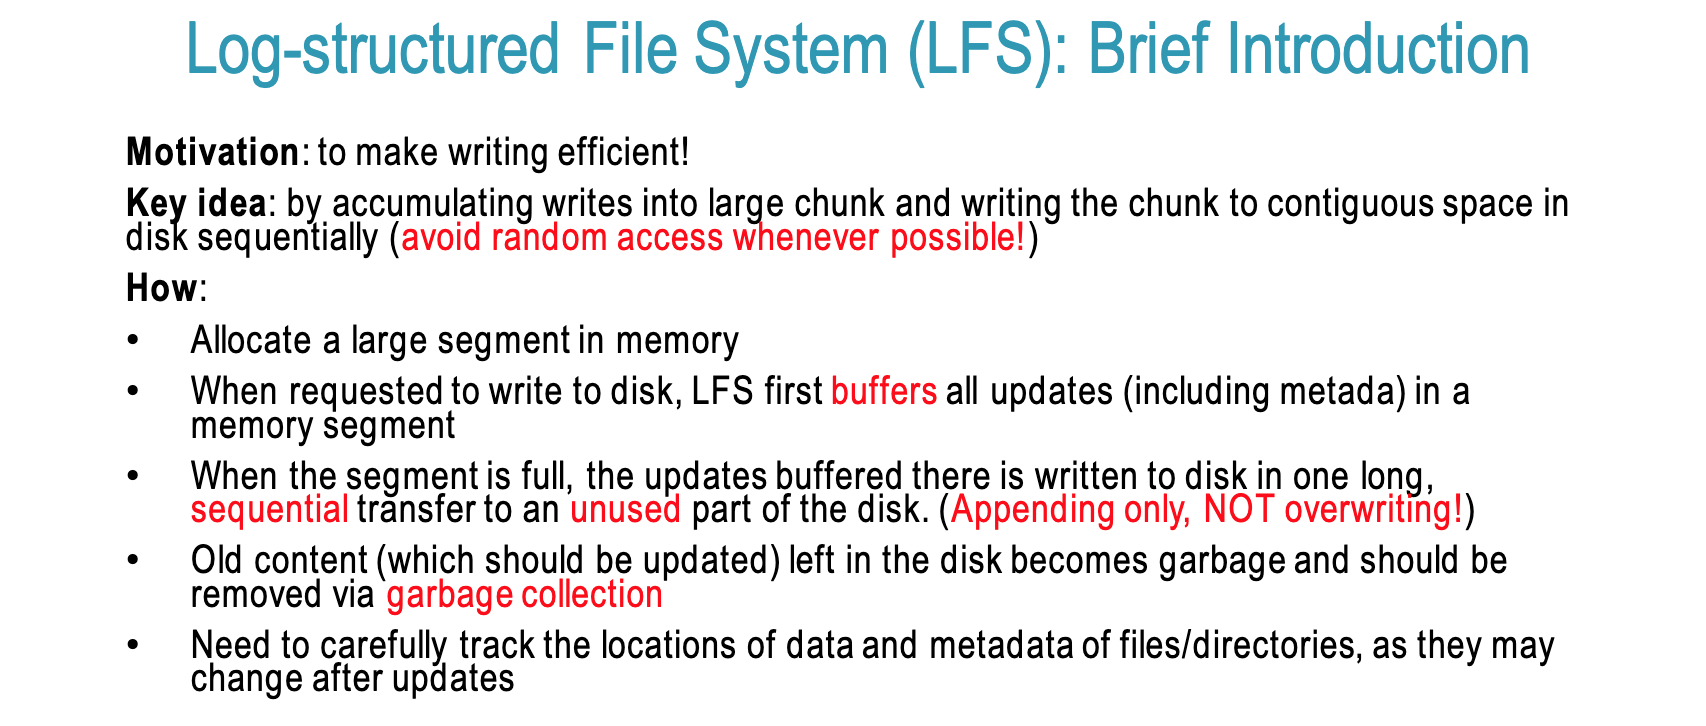 Log-structured File System (LFS): Brief Introduction
Motivation: to make writing efficient!
Key idea: by accumulating writes into large chunk and writing the chunk to contiguous space in
disk sequentially (avoid random access whenever possible!)
How:
• Allocate a large segment in memory
• When requested to write to disk, LFS first buffers all updates (including metada) in a
memory segment
• When the segment is full, the updates buffered there is written to disk in one long,
sequential transfer to an unused part of the disk. (Appending only, NOT overwriting!)
• Old content (which should be updated) left in the disk becomes garbage and should be
removed via garbage collection
• Need to carefully track the locations of data and metadata of files/directories, as they may
change after updates